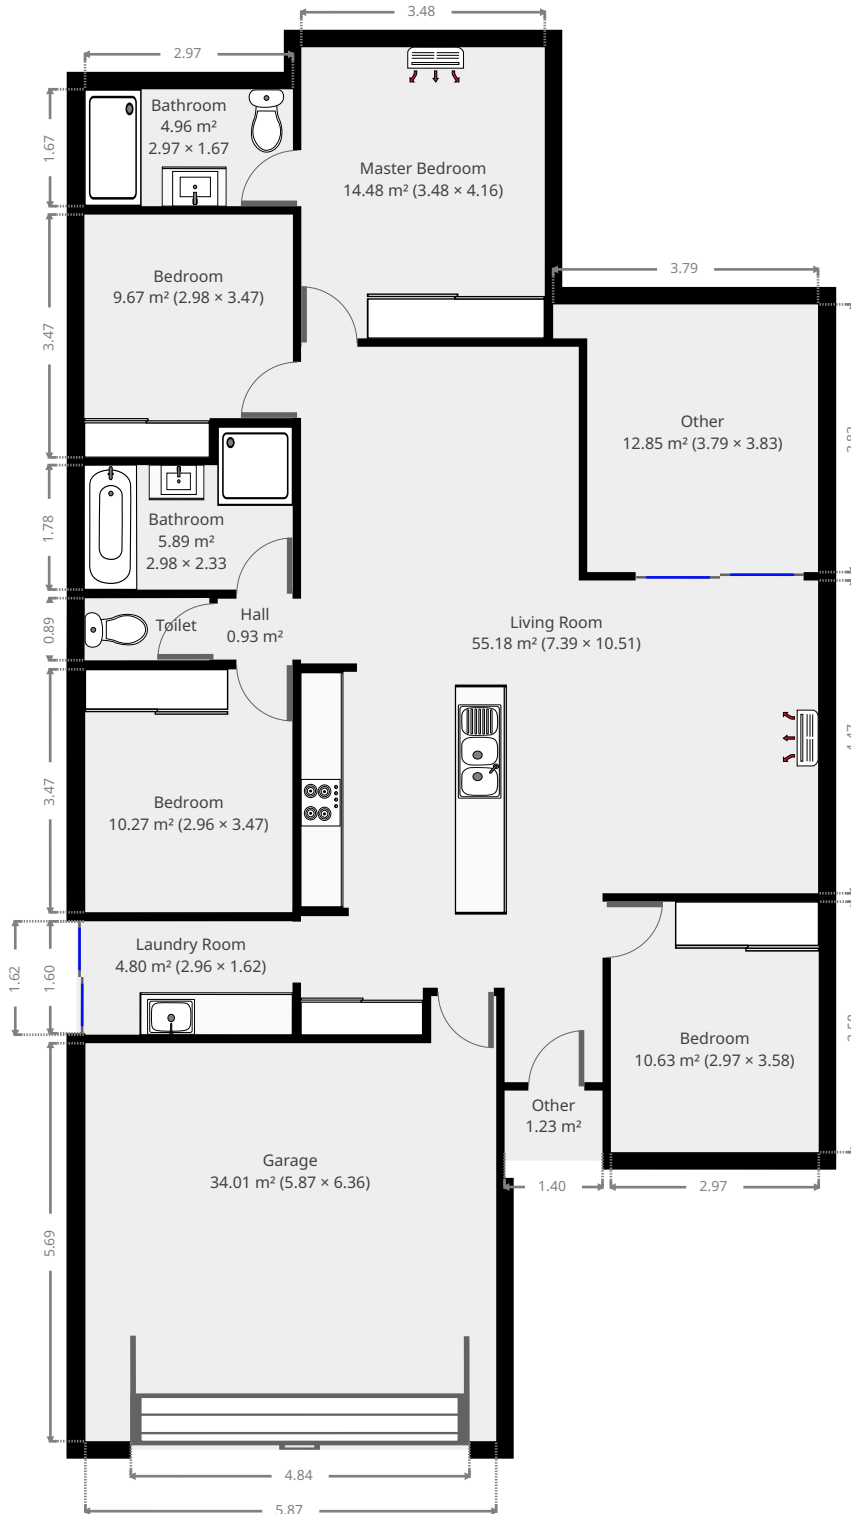 3.48
2.97
Bathroom
4.96 m²
2.97 × 1.67
1.67
Master Bedroom
14.48 m² (3.48 × 4.16)
Bedroom
9.67 m² (2.98 × 3.47)
3.79
3.47
Other
12.85 m² (3.79 × 3.83)
Bathroom
5.89 m²
2.98 × 2.33
1.78
Toilet
Hall
0.93 m²
0.89
Living Room
55.18 m² (7.39 × 10.51)
Bedroom
10.27 m² (2.96 × 3.47)
3.47
Laundry Room
4.80 m² (2.96 × 1.62)
1.62
1.60
Bedroom
10.63 m² (2.97 × 3.58)
Other
1.23 m²
Garage
34.01 m² (5.87 × 6.36)
1.40
2.97
5.69
4.84
5.87